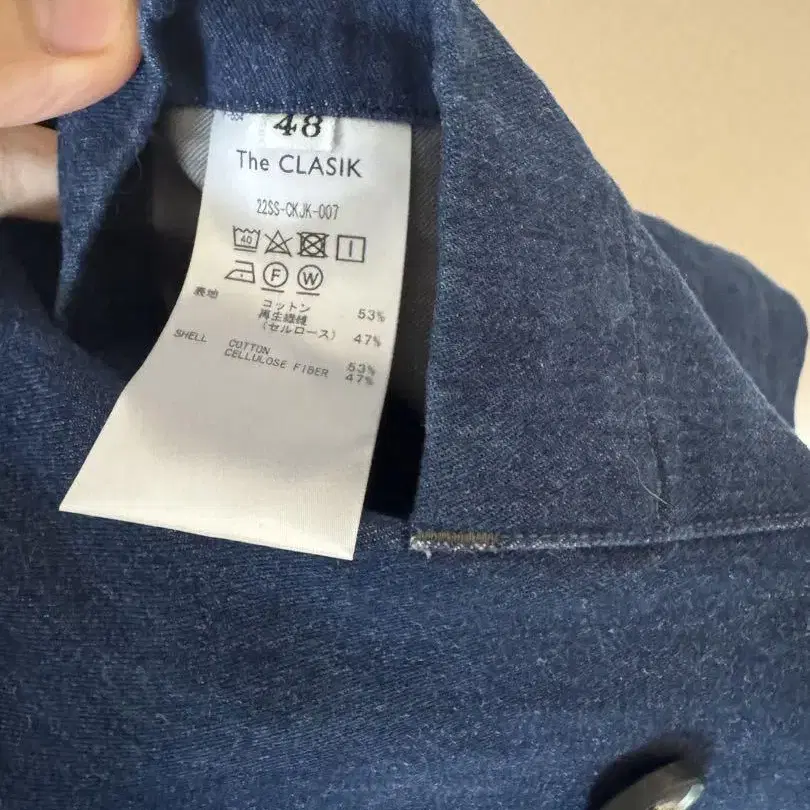 48
The CLASIK
22SS-CKJK-007
40
F W
表地 コットン 53%
再生繊維
(セルロース) 47%
SHELL COTTON 53%
CELLULOSE FIBER 47%